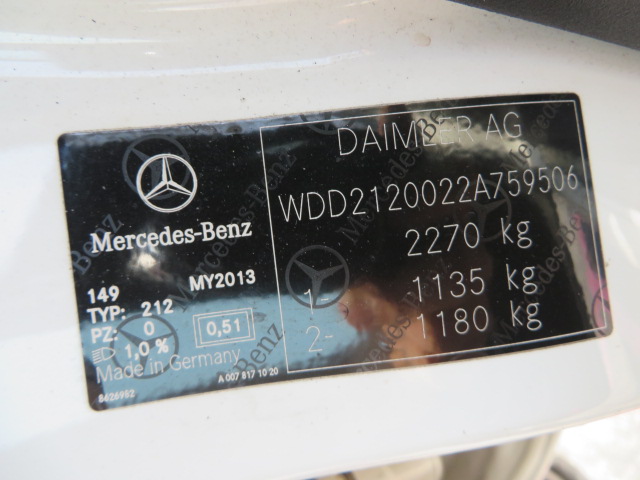 Mercedes-Benz
149 MY2013
TYP: 212
PZ: 0 0,51
1,0 %
Made in Germany
8626952 A 007 817 10 20
DAIMLER AG
WDD2120022A759506
2270 kg
1- 1135 kg
2- 1180 kg